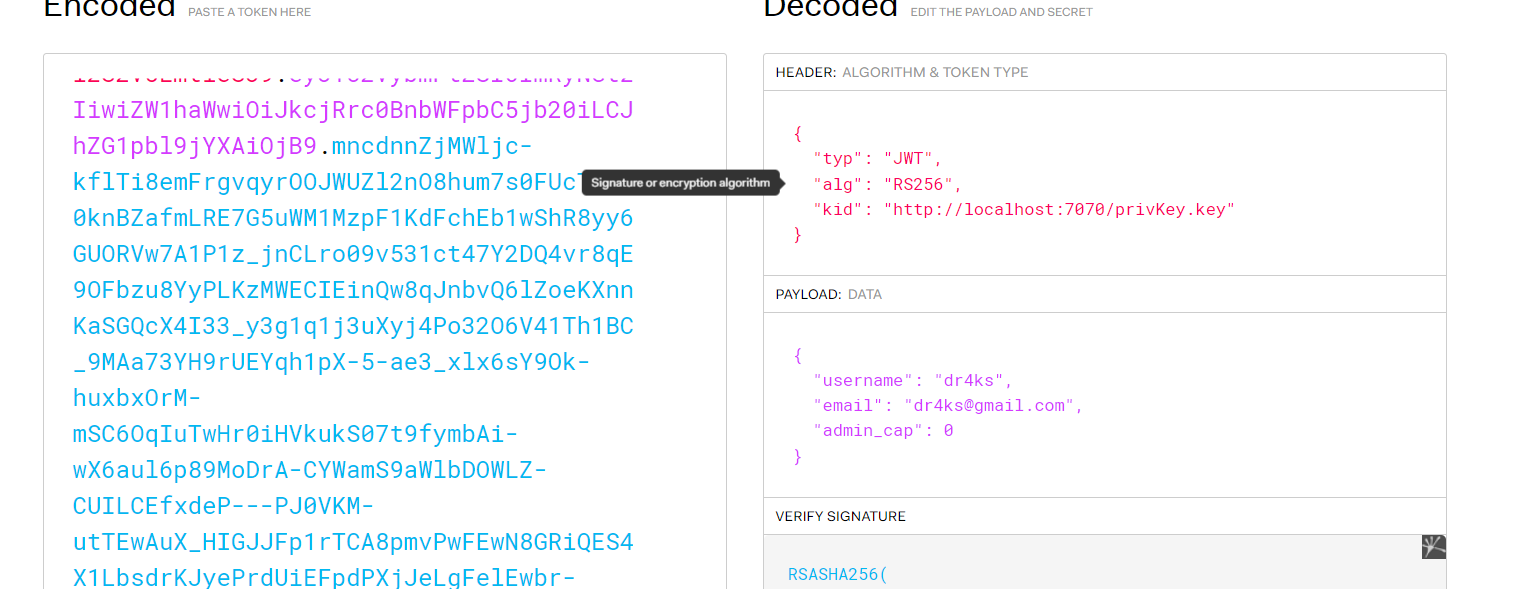 Encoded PASTE A TOKEN HERE
IiwiZW1haWwiOiJkcjRrc0BnbWFpbC5jb20iLCJ
hZG1pbl9jYXAiOjB9.mncdnnZjMWljc-
kflTi8emFrgvqyrOOJWUZl2nO8hum7s0FUc
0knBZafmLRE7G5uWM1MzpF1KdFchEb1wShR8yy6
GUORVw7A1P1z_jnCLro09v531ct47Y2DQ4vr8qE
9OFbzu8YyPLKzMWECIEinQw8qJnbvQ6lZoeKXnn
KaSGQcX4I33_y3g1q1j3uXyj4Po32O6V41Th1BC
_9MAa73YH9rUEYqh1pX-5-ae3_xlx6sY9Ok-
huxbxOrM-
mSC6OqIuTwHr0iHVkukS07t9fymbAi-
wX6aul6p89MoDrA-CYWamS9aWlbDOWLZ-
CUILCEfxdeP---PJ0VKM-
utTEwAuX_HIGJJFp1rTCA8pmvPwFEwN8GRiQES4
X1LbsdrKJyePrdUiEFpdPXjJeLgFelEwbr-
Signature or encryption algorithm
Decoded EDIT THE PAYLOAD AND SECRET
HEADER: ALGORITHM & TOKEN TYPE
{
"typ": "JWT",
"alg": "RS256",
"kid": "http://localhost:7070/privKey.key"
}
PAYLOAD: DATA
{
"username": "dr4ks",
"email": "dr4ks@gmail.com",
"admin_cap": 0
}
VERIFY SIGNATURE
RSASHA256(